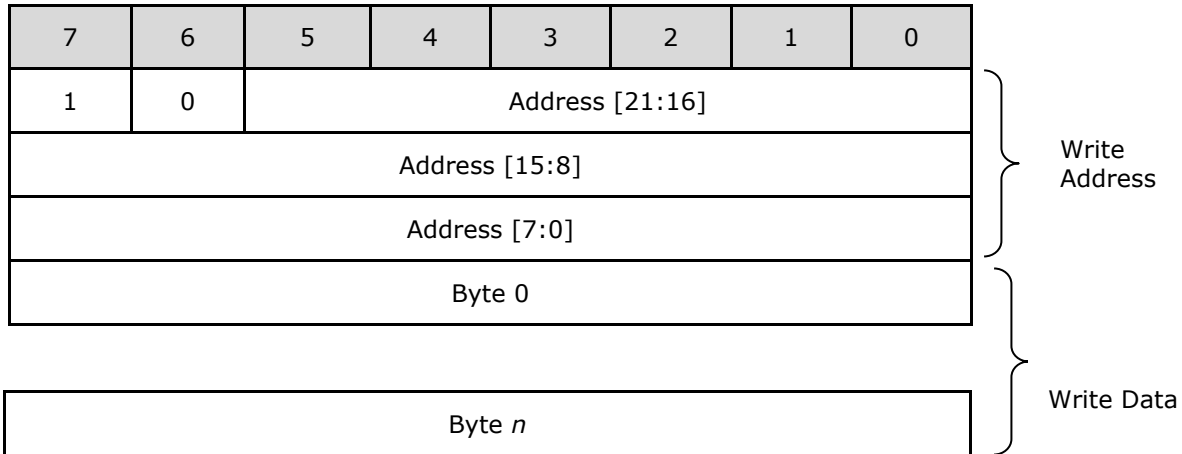 7 6 5 4 3 2 1 0
1 0 Address [21:16]
Address [15:8]
Write
Address
Address [7:0]
Byte 0
Write Data
Byte n